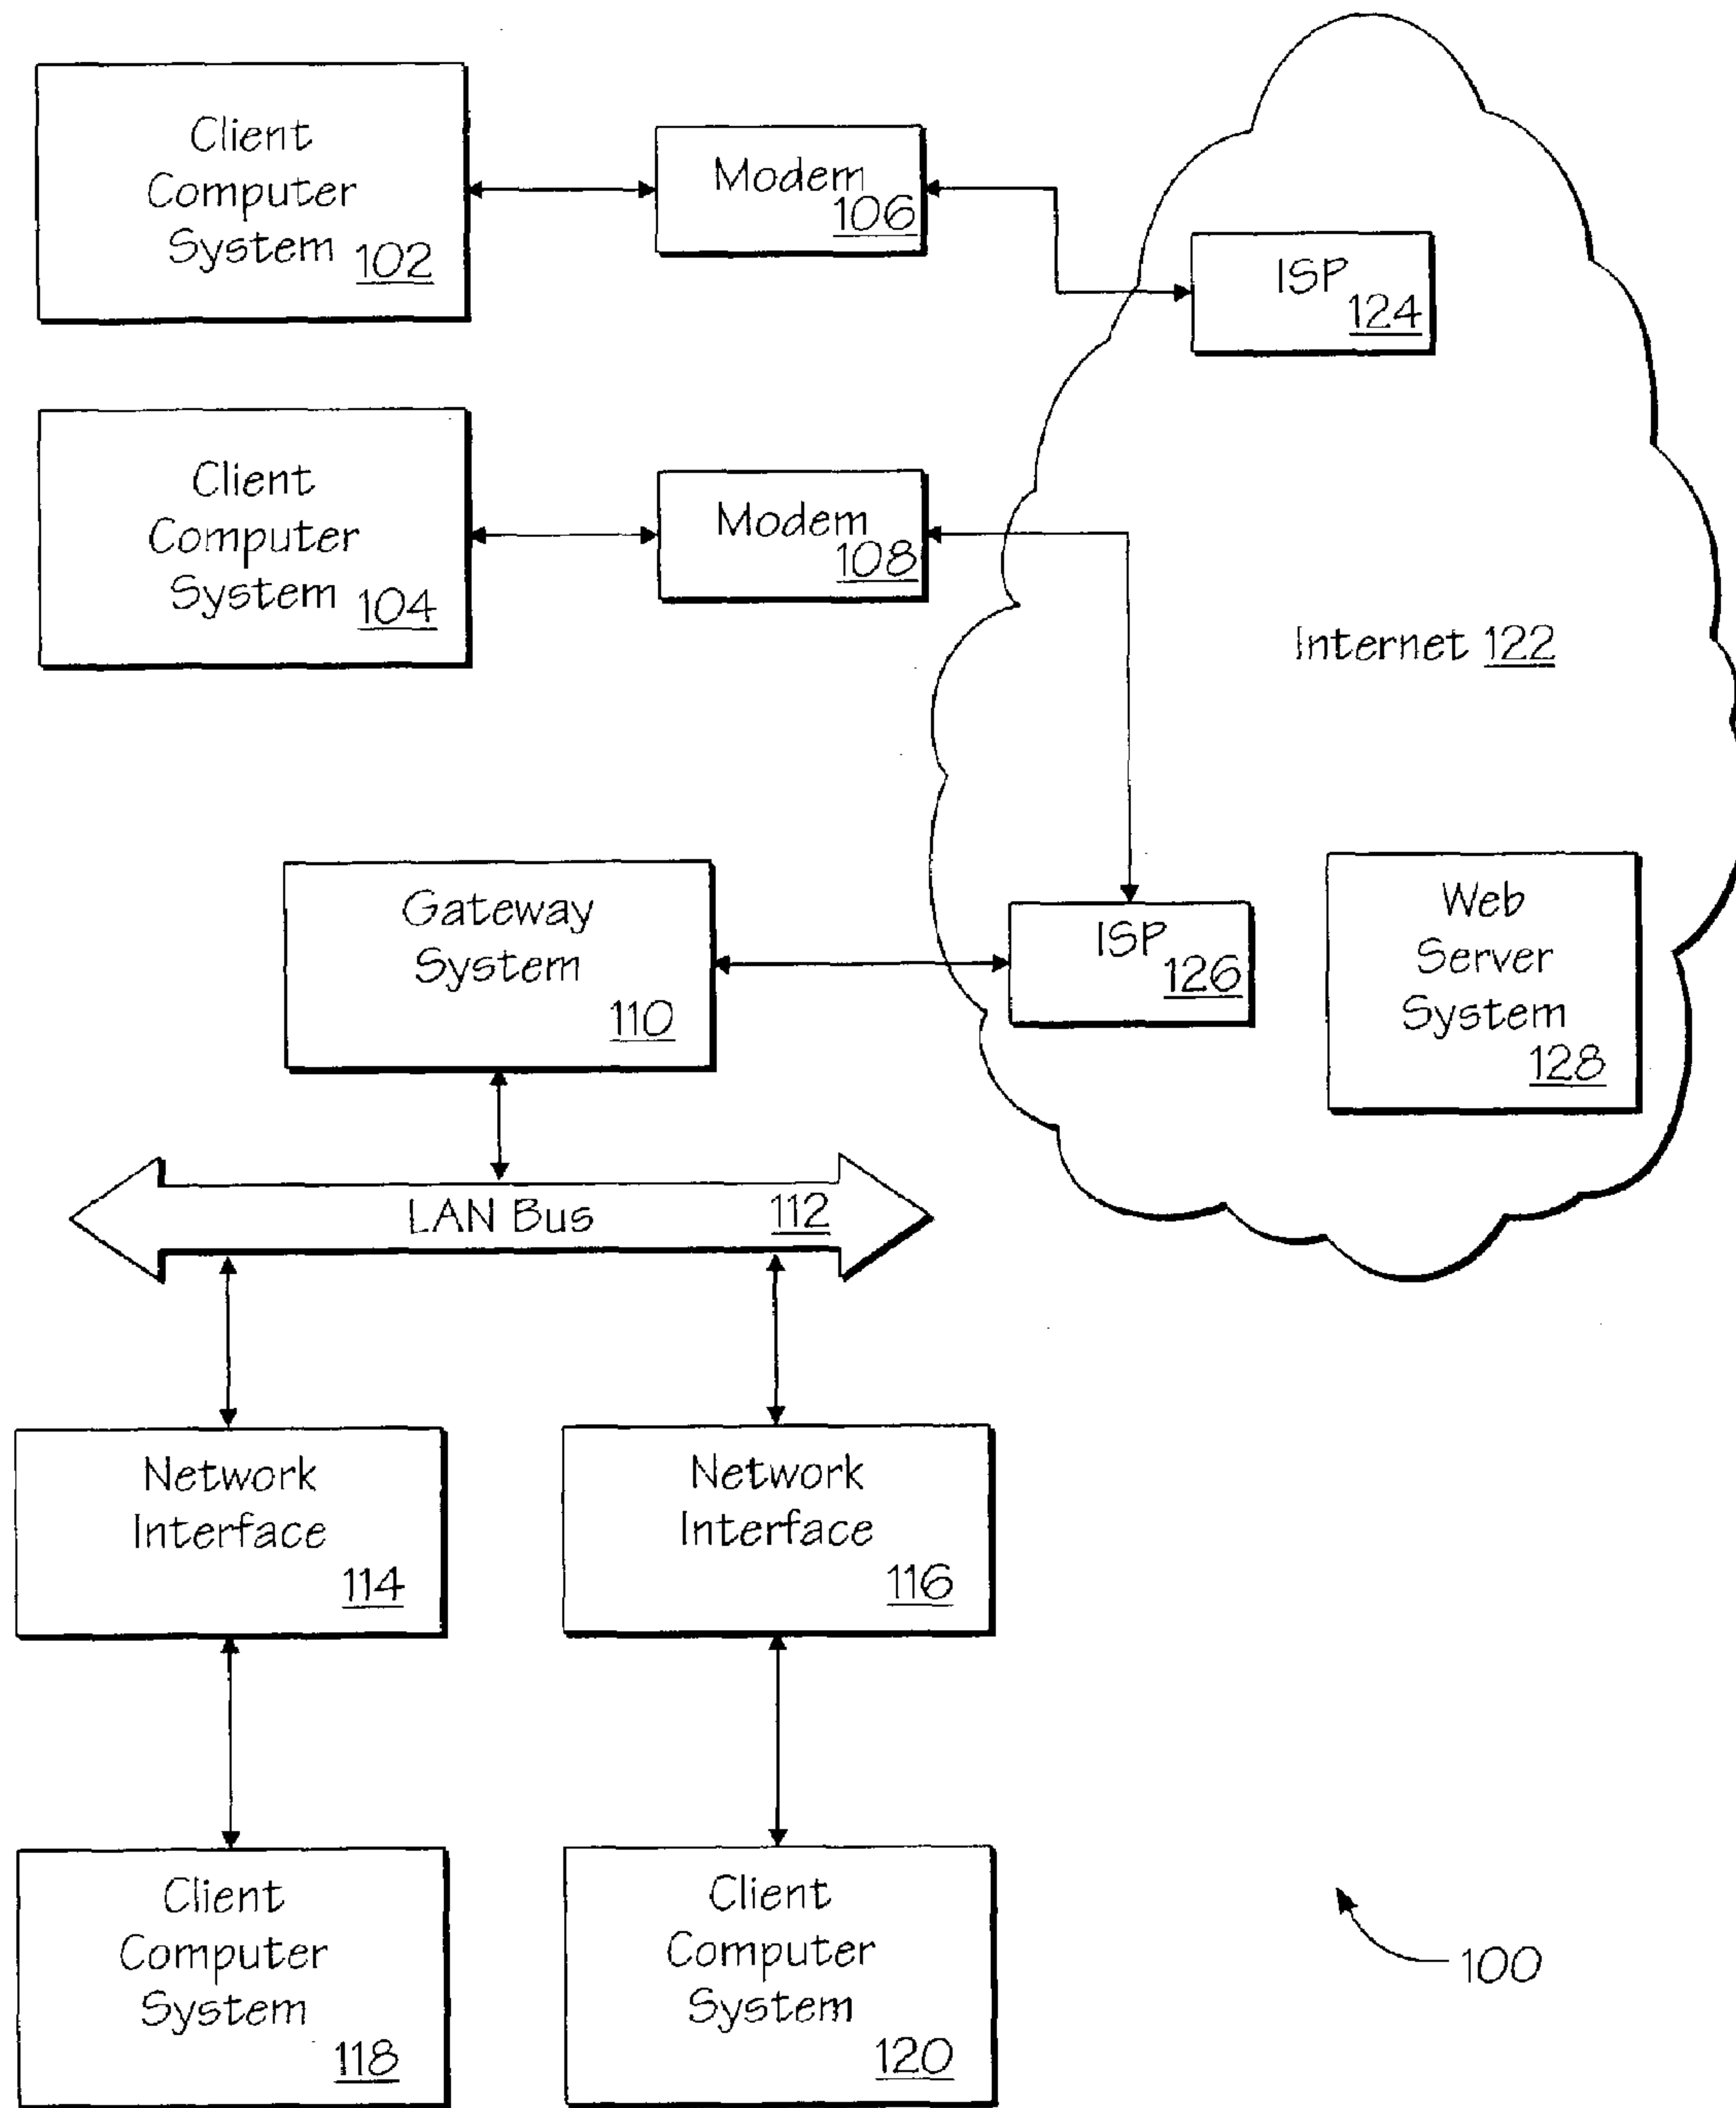 Client
Computer
System 102
Modem
106
ISP
124
Client
Computer
System 104
Modem
108
Internet 122
Gateway
System
110
ISP
126
Web
Server
System
128
LAN Bus 112
Network
Interface
114
Network
Interface
116
Client
Computer
System
118
Client
Computer
System
120
100